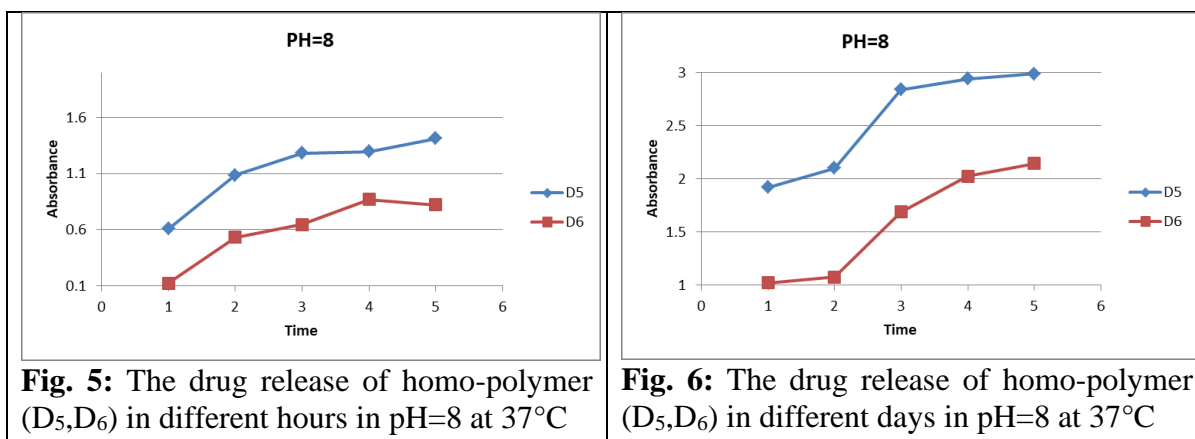 PH=8
1.6
1.1
0.6
0.1
Absorbance
0 1 2 3 4 5 6
Time
D5
D6
Fig. 5: The drug release of homo-polymer
(D₅,D₆) in different hours in pH=8 at 37°C
PH=8
3
2.5
2
1.5
1
Absorbance
0 1 2 3 4 5 6
Time
D5
D6
Fig. 6: The drug release of homo-polymer
(D₅,D₆) in different days in pH=8 at 37°C